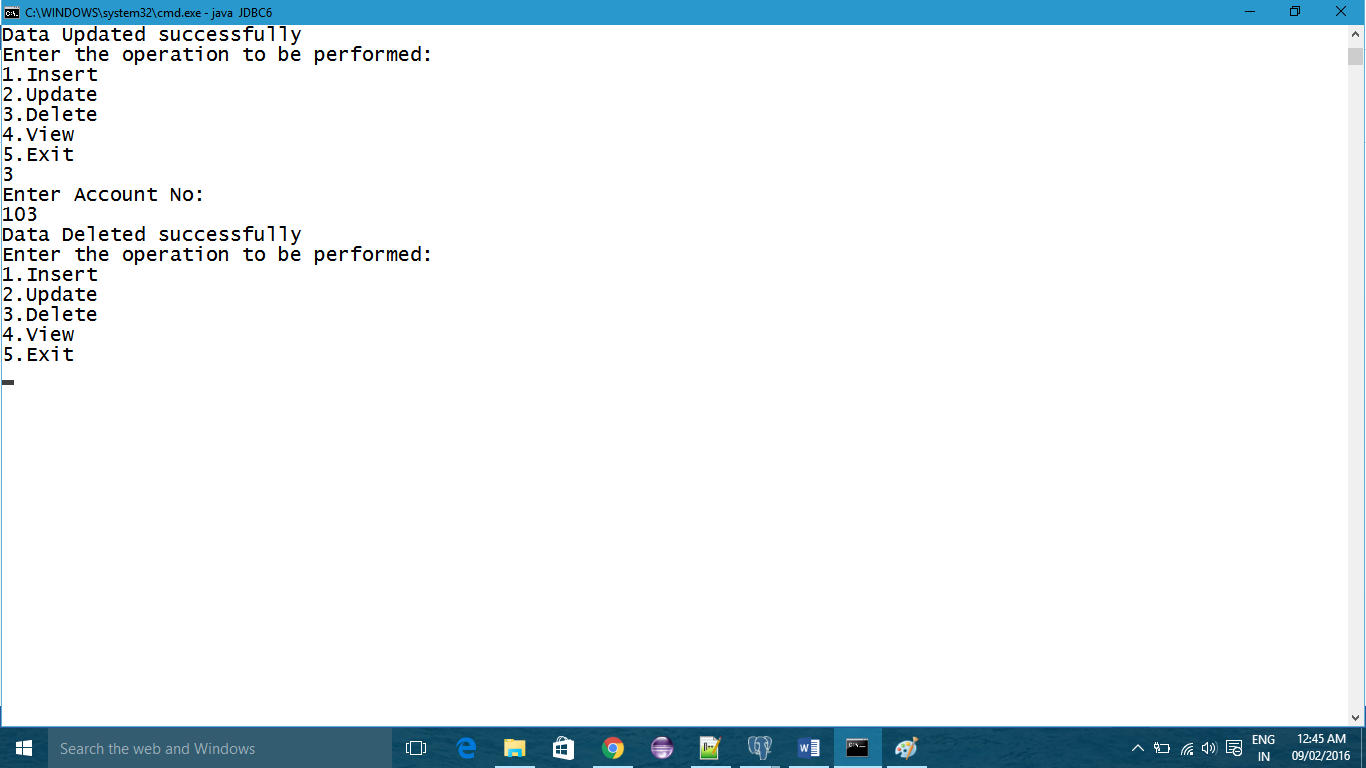 C:\WINDOWS\system32\cmd.exe - java JDBC6
Data Updated successfully
Enter the operation to be performed:
1.Insert
2.Update
3.Delete
4.View
5.Exit
3
Enter Account No:
103
Data Deleted successfully
Enter the operation to be performed:
1.Insert
2.Update
3.Delete
4.View
5.Exit
Search the web and Windows
ENG
IN
12:45 AM
09/02/2016